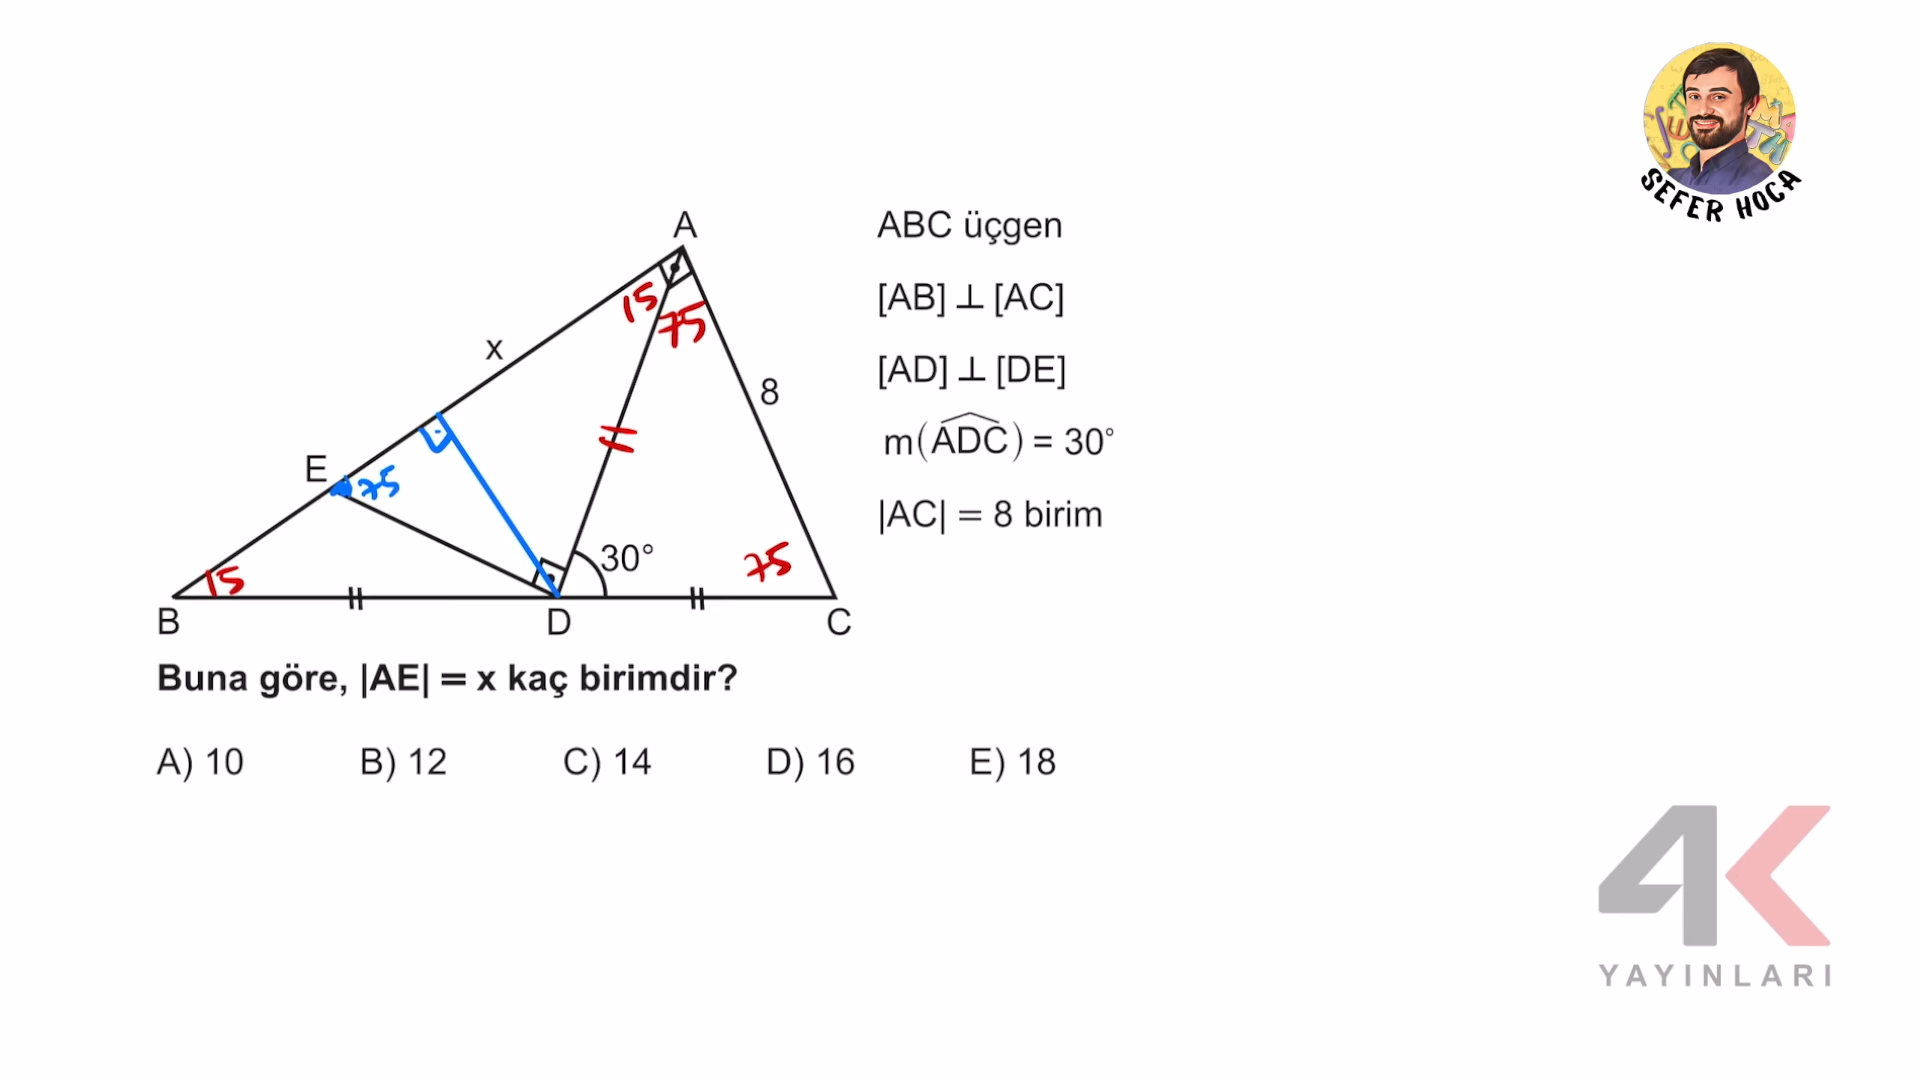 SEFER HOCA
A
ABC üçgen
15
75
[AB] ⊥ [AC]
x
8
[AD] ⊥ [DE]
m(ADC) = 30°
E
75
|AC| = 8 birim
30°
75
15
B
D
C
Buna göre, |AE| = x kaç birimdir?
A) 10 B) 12 C) 14 D) 16 E) 18
4K
YAYINLARI